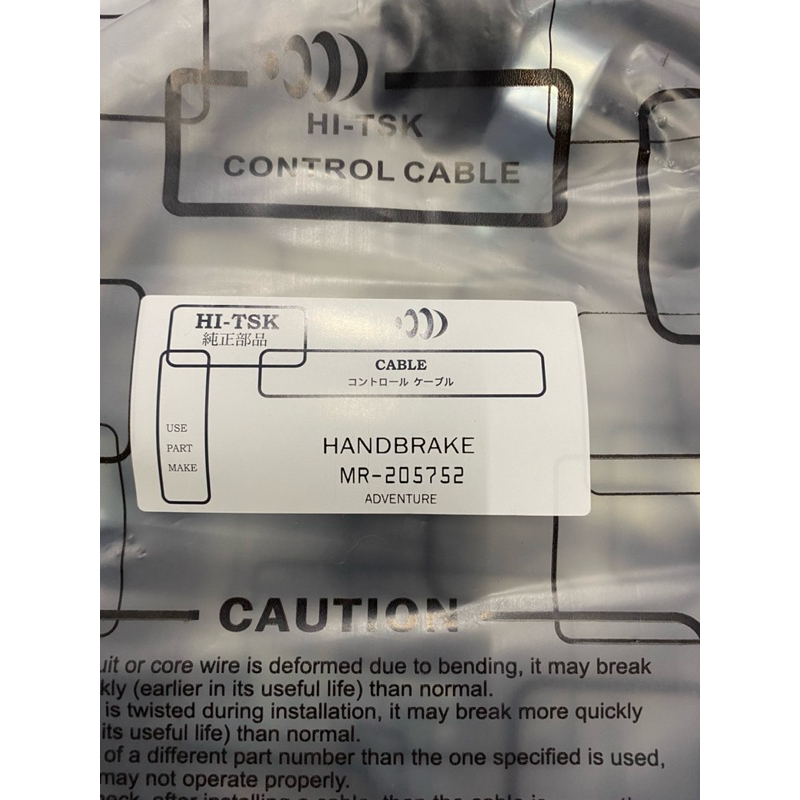 HI-TSK
CONTROL CABLE
HI-TSK
純正部品
CABLE
コントロール ケーブル
USE
PART
MAKE
HANDBRAKE
MR-205752
ADVENTURE
CAUTION
or core wire is deformed due to bending, it may break
(earlier in its useful life) than normal.
is twisted during installation, it may break more quickly
its useful life) than normal.
of a different part number than the one specified is used,
may not operate properly.